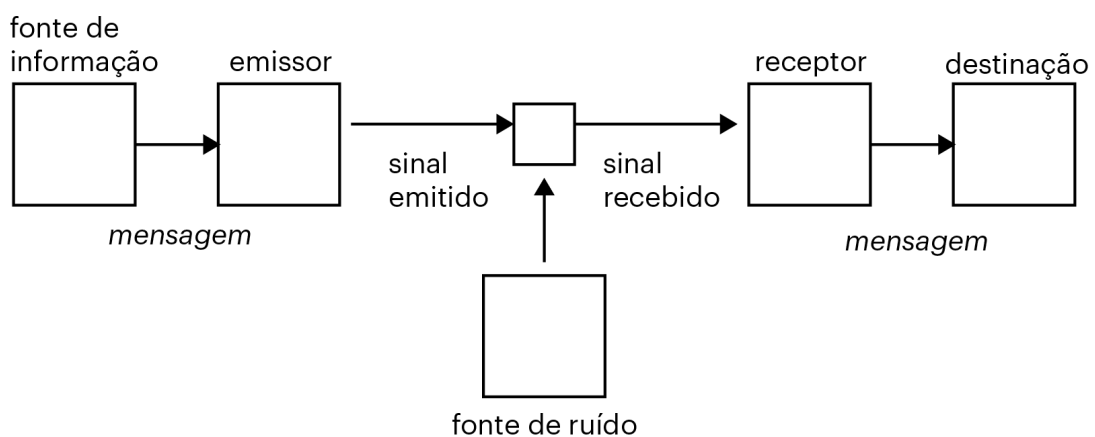 fonte de
informação
emissor
receptor
destinação
sinal
emitido
sinal
recebido
mensagem
mensagem
fonte de ruído